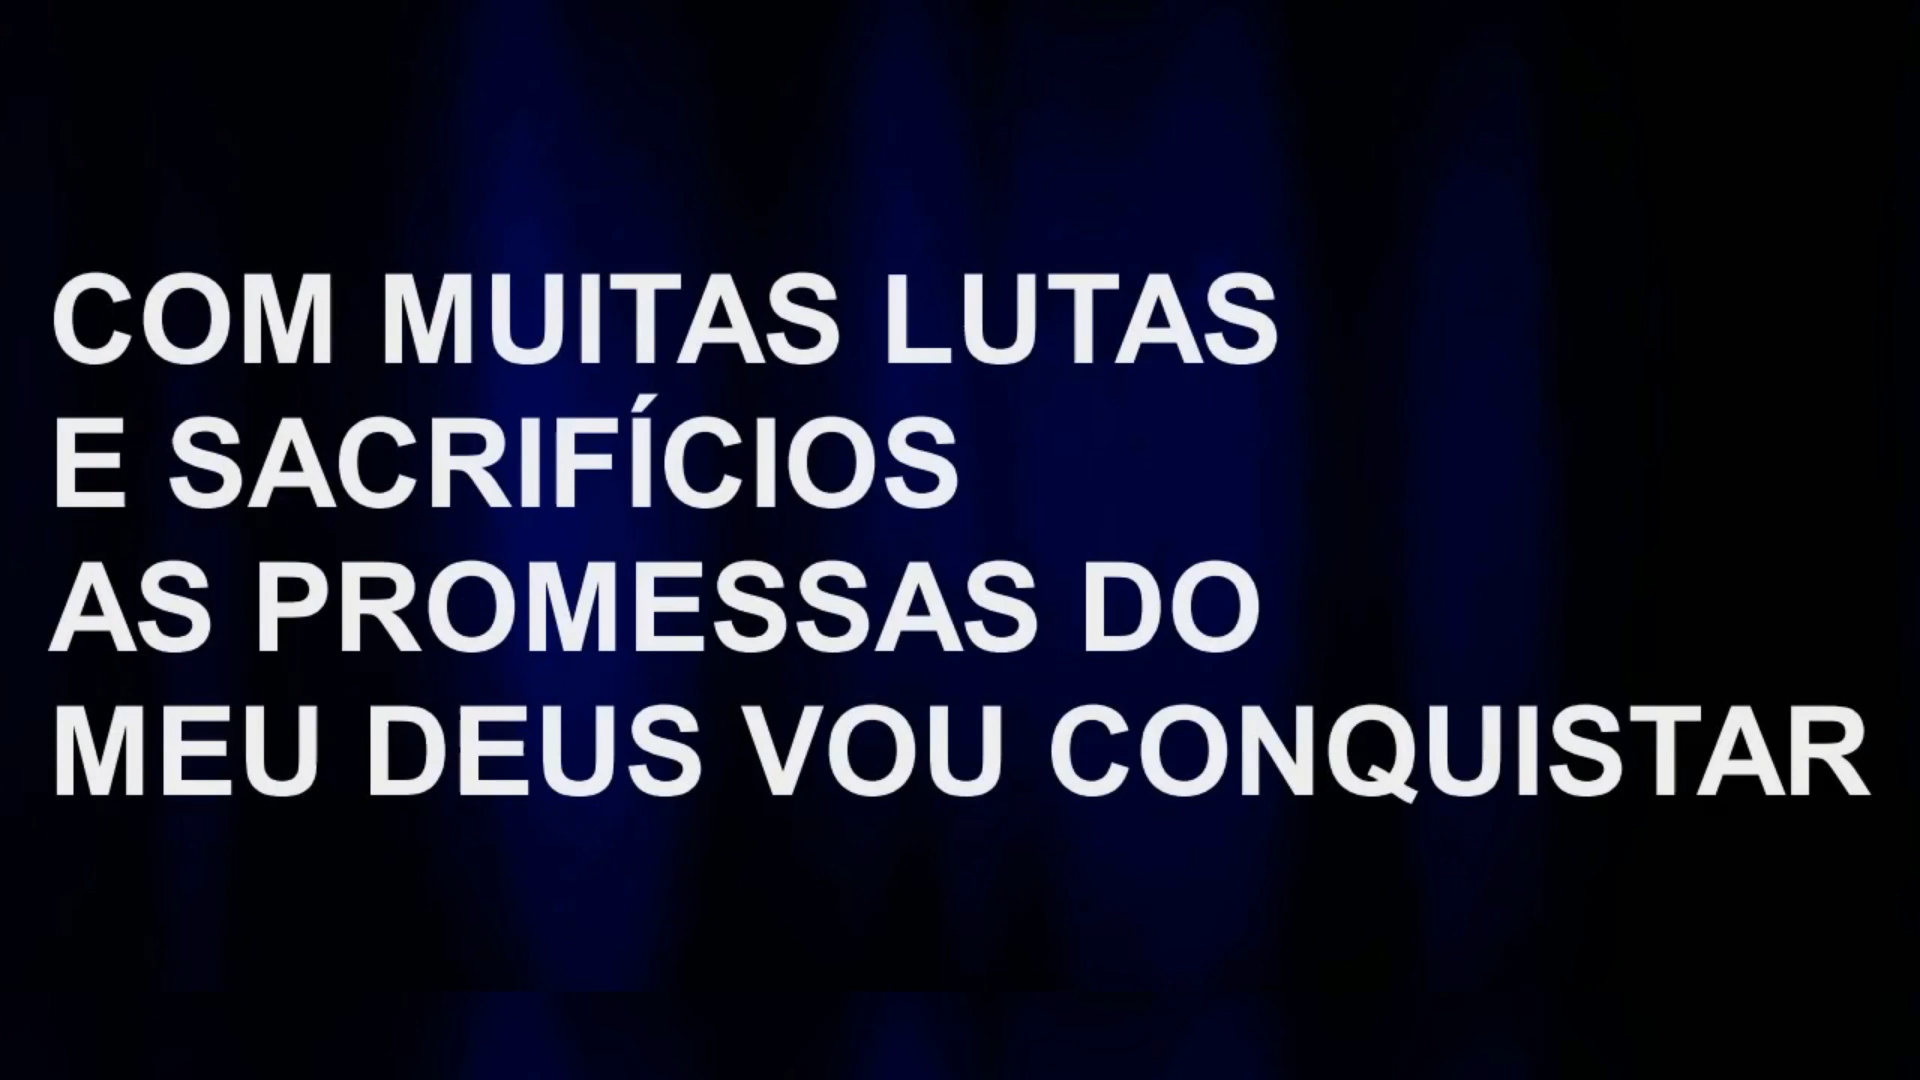 COM MUITAS LUTAS
E SACRIFÍCIOS
AS PROMESSAS DO
MEU DEUS VOU CONQUISTAR